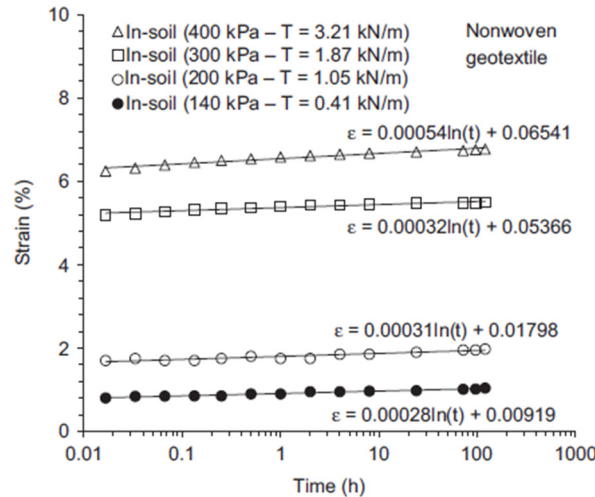 10
8
6
4
2
0
Strain (%)
In-soil (400 kPa – T = 3.21 kN/m)
In-soil (300 kPa – T = 1.87 kN/m)
In-soil (200 kPa – T = 1.05 kN/m)
In-soil (140 kPa – T = 0.41 kN/m)
Nonwoven
geotextile
ε = 0.00054ln(t) + 0.06541
ε = 0.00032ln(t) + 0.05366
ε = 0.00031ln(t) + 0.01798
ε = 0.00028ln(t) + 0.00919
0.01 0.1 1 10 100 1000
Time (h)